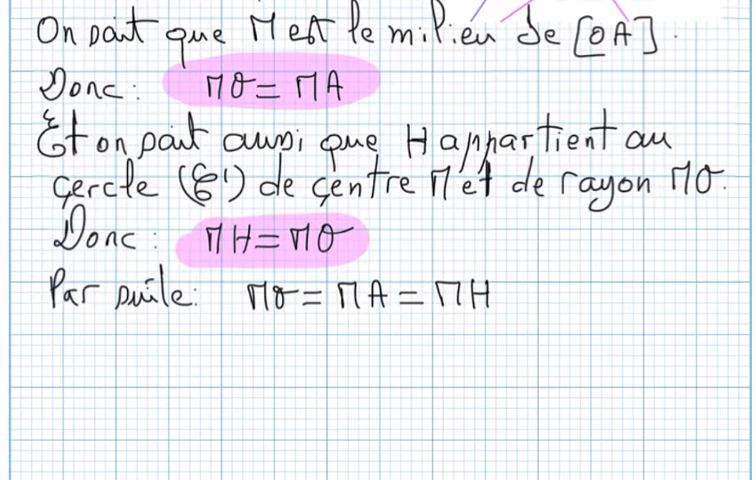 On sait que M est le milieu de [OA].
Donc: MO = MA
Et on sait aussi que H appartient au
cercle (C') de centre M et de rayon MO.
Donc: MH = MO
Par suite: MO = MA = MH